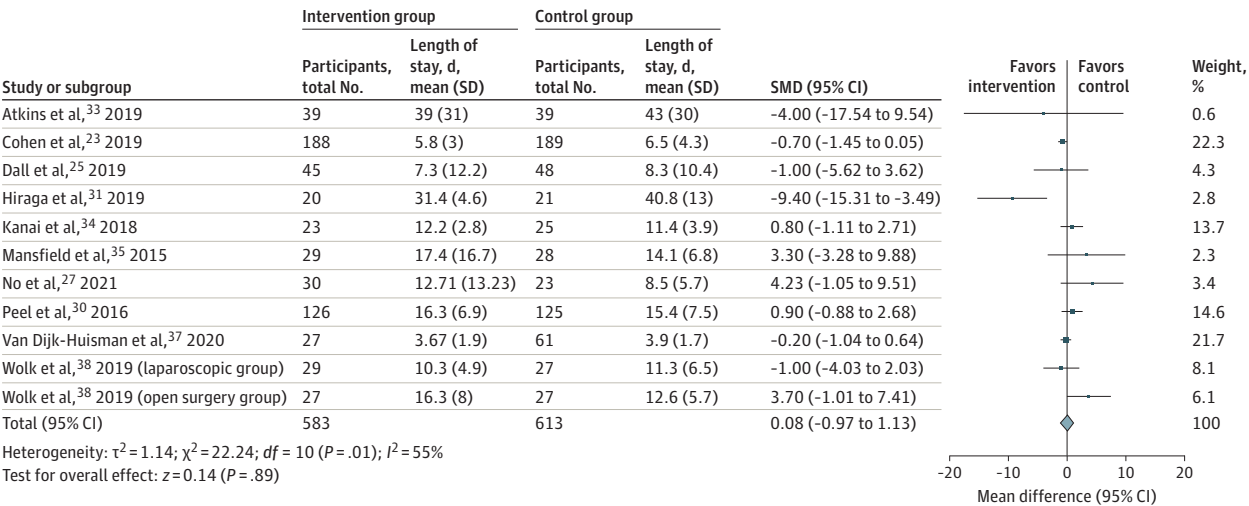 Intervention group Control group
Study or subgroup Participants, total No. Length of stay, d, mean (SD) Participants, total No. Length of stay, d, mean (SD) SMD (95% CI) Favors intervention Favors control Weight, %
Atkins et al,33 2019 39 39 (31) 39 43 (30) -4.00 (-17.54 to 9.54) 0.6
Cohen et al,23 2019 188 5.8 (3) 189 6.5 (4.3) -0.70 (-1.45 to 0.05) 22.3
Dall et al,25 2019 45 7.3 (12.2) 48 8.3 (10.4) -1.00 (-5.62 to 3.62) 4.3
Hiraga et al,31 2019 20 31.4 (4.6) 21 40.8 (13) -9.40 (-15.31 to -3.49) 2.8
Kanai et al,34 2018 23 12.2 (2.8) 25 11.4 (3.9) 0.80 (-1.11 to 2.71) 13.7
Mansfield et al,35 2015 29 17.4 (16.7) 28 14.1 (6.8) 3.30 (-3.28 to 9.88) 2.3
No et al,27 2021 30 12.71 (13.23) 23 8.5 (5.7) 4.23 (-1.05 to 9.51) 3.4
Peel et al,30 2016 126 16.3 (6.9) 125 15.4 (7.5) 0.90 (-0.88 to 2.68) 14.6
Van Dijk-Huisman et al,37 2020 27 3.67 (1.9) 61 3.9 (1.7) -0.20 (-1.04 to 0.64) 21.7
Wolk et al,38 2019 (laparoscopic group) 29 10.3 (4.9) 27 11.3 (6.5) -1.00 (-4.03 to 2.03) 8.1
Wolk et al,38 2019 (open surgery group) 27 16.3 (8) 27 12.6 (5.7) 3.70 (-1.01 to 7.41) 6.1
Total (95% CI) 583 613 0.08 (-0.97 to 1.13) 100
Heterogeneity: τ2 = 1.14; χ2 = 22.24; df = 10 (P = .01); I2 = 55%
Test for overall effect: z = 0.14 (P = .89)
-20 -10 0 10 20
Mean difference (95% CI)